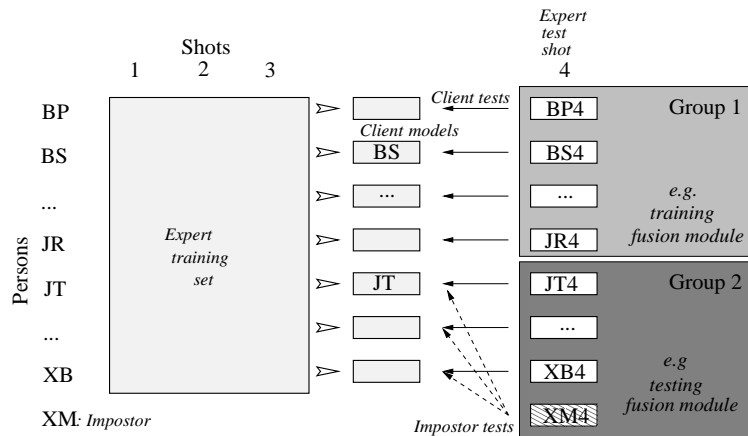 Expert
test
shot
Shots
1 2 3 4
BP Client tests BP4 Group 1
Client models
BS BS BS4
... ... ... e.g.
training
JR JR4 fusion module
Expert
training
set
Persons
JT JT JT4 Group 2
... ...
XB XB4 e.g
testing
fusion module
XM: Impostor Impostor tests XM4